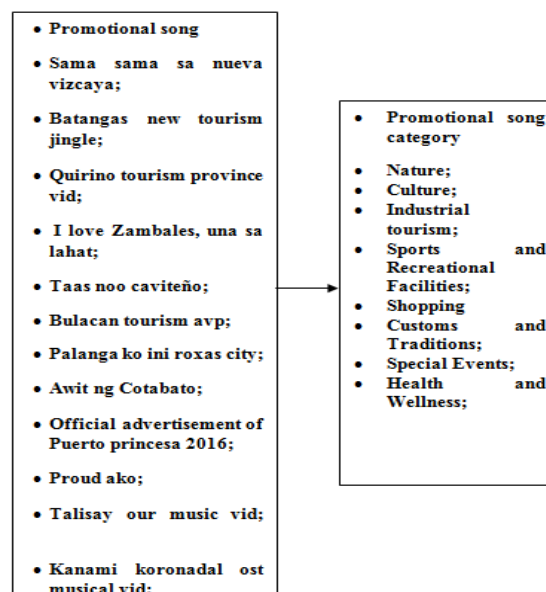 • Promotional song
• Sama sama sa nueva
vizcaya;
• Batangas new tourism
jingle;
• Quirino tourism province
vid;
• I love Zambales, una sa
lahat;
• Taas noo caviteño;
• Bulacan tourism avp;
• Palanga ko ini roxas city;
• Awit ng Cotabato;
• Official advertisement of
Puerto princesa 2016;
• Proud ako;
• Talisay our music vid;
• Kanami koronadal ost
musical vid;
• Promotional song
category
• Nature;
• Culture;
• Industrial
tourism;
• Sports and
Recreational
Facilities;
• Shopping
• Customs and
Traditions;
• Special Events;
• Health and
Wellness;